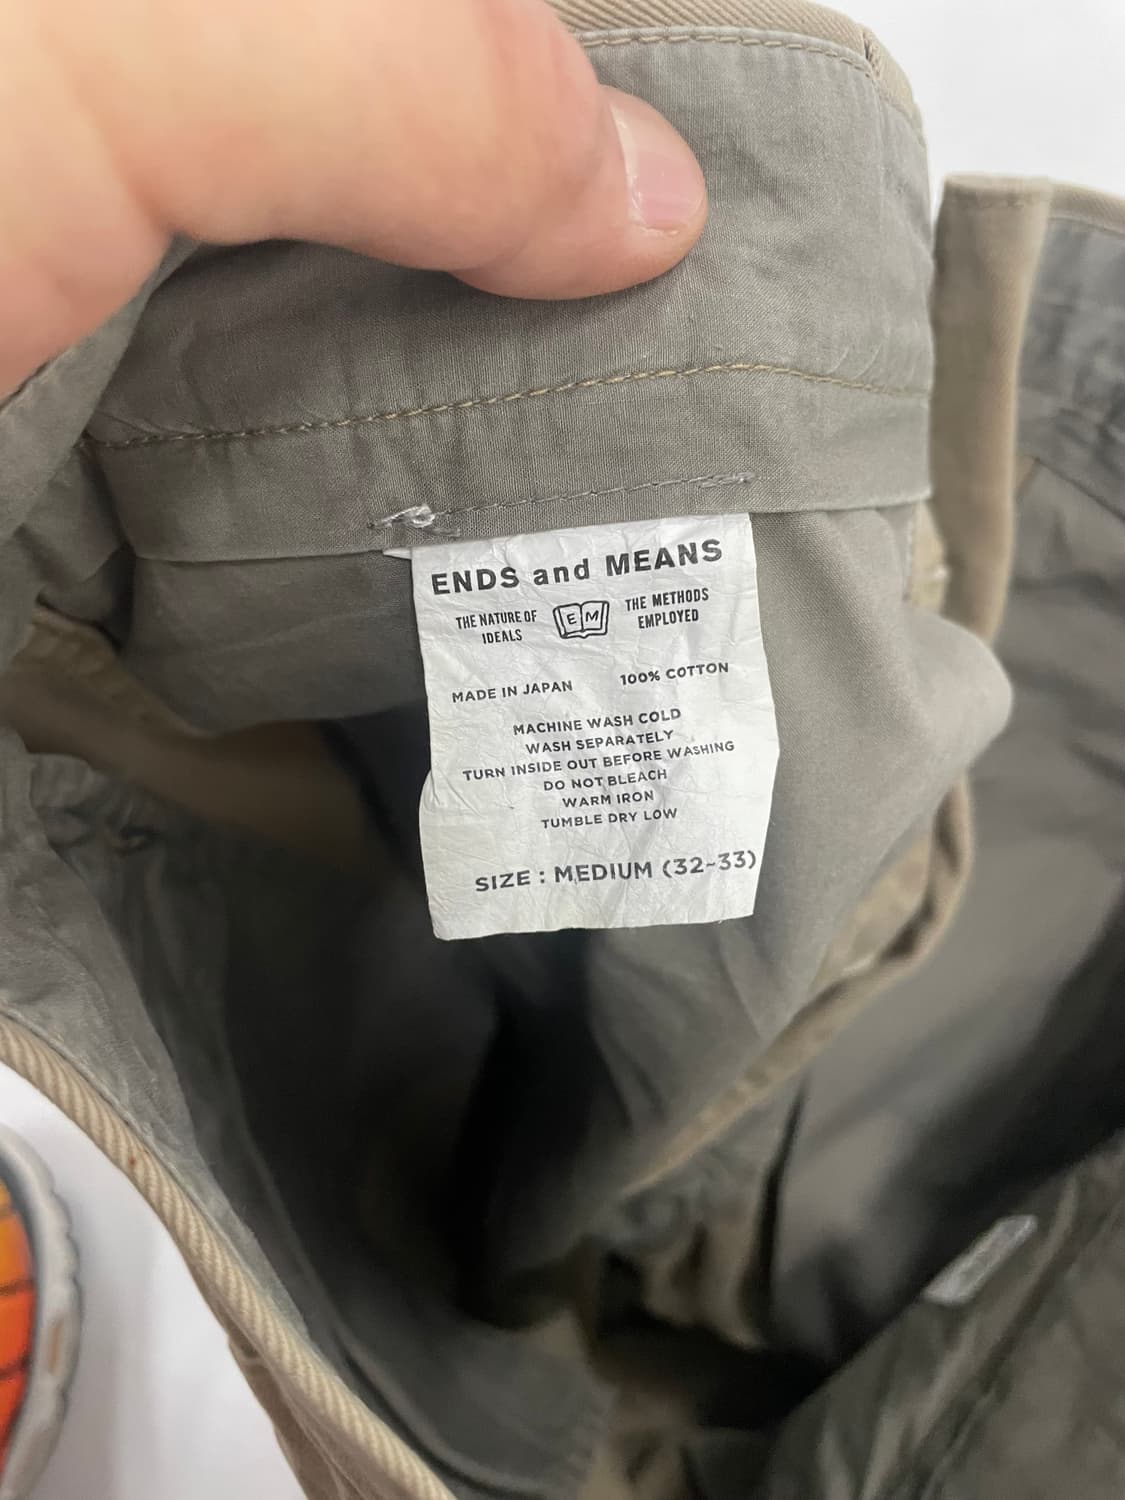 ENDS and MEANS
THE NATURE OF IDEALS
E M
THE METHODS EMPLOYED
MADE IN JAPAN 100% COTTON
MACHINE WASH COLD
WASH SEPARATELY
TURN INSIDE OUT BEFORE WASHING
DO NOT BLEACH
WARM IRON
TUMBLE DRY LOW
SIZE : MEDIUM (32~33)